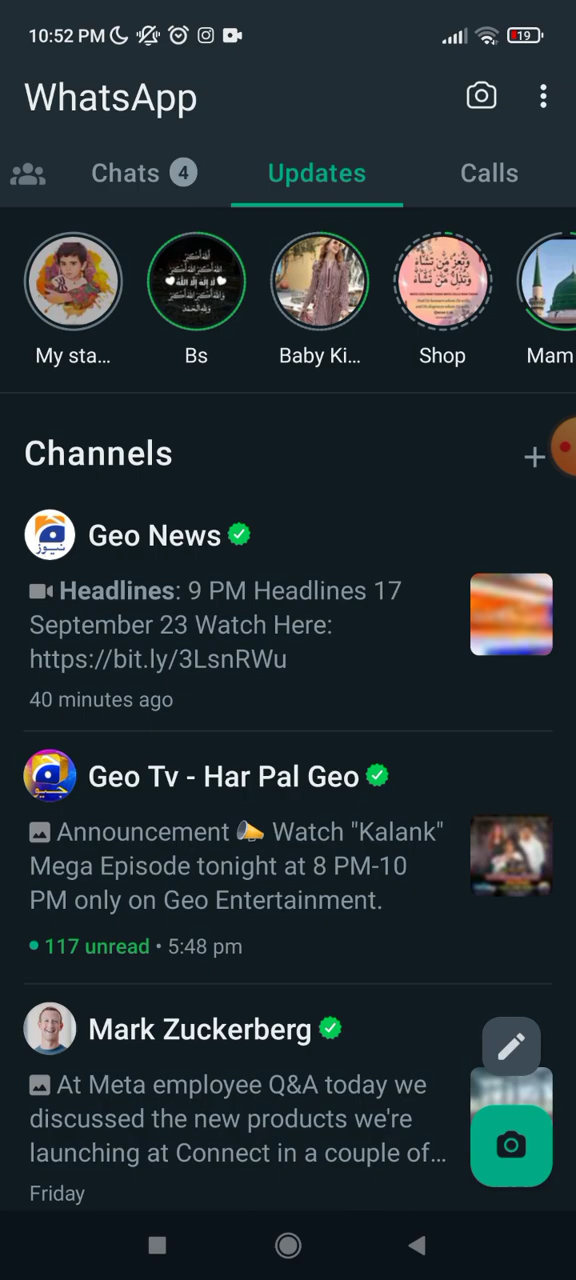 10:52 PM
19
WhatsApp
Chats 4
Updates
Calls
My sta...
Bs
Baby Ki...
Shop
Mam
Channels
Geo News
Headlines: 9 PM Headlines 17
September 23 Watch Here:
https://bit.ly/3LsnRWu
40 minutes ago
Geo Tv - Har Pal Geo
Announcement 📣 Watch "Kalank"
Mega Episode tonight at 8 PM-10
PM only on Geo Entertainment.
• 117 unread • 5:48 pm
Mark Zuckerberg
At Meta employee Q&A today we
discussed the new products we're
launching at Connect in a couple of...
Friday